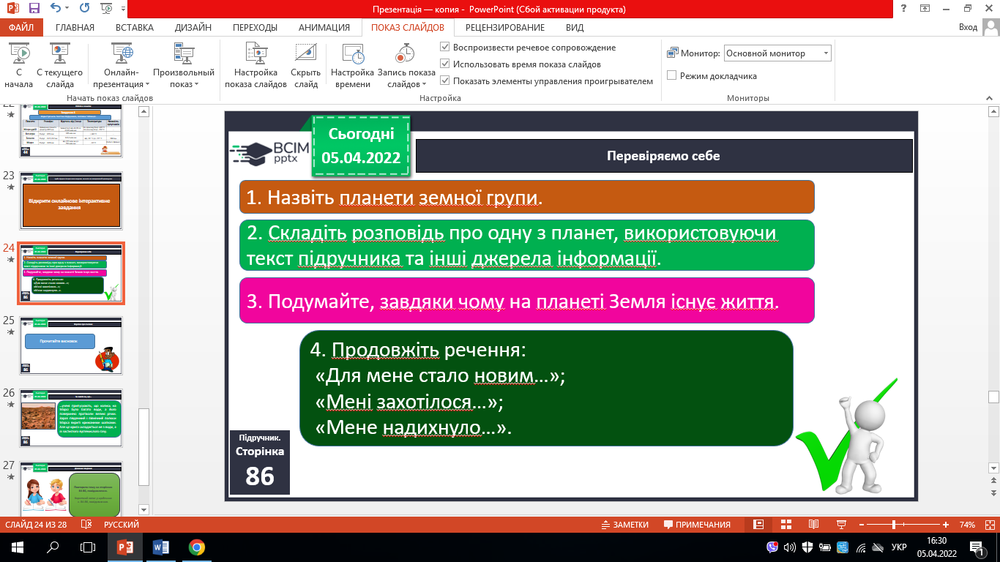 Презентація — копия - PowerPoint (Сбой активации продукта)
ФАЙЛ ГЛАВНАЯ ВСТАВКА ДИЗАЙН ПЕРЕХОДЫ АНИМАЦИЯ ПОКАЗ СЛАЙДОВ РЕЦЕНЗИРОВАНИЕ ВИД Вход
С начала
С текущего слайда
Онлайн-презентация
Произвольный показ
Начать показ слайдов
Настройка показа слайдов
Скрыть слайд
Настройка времени
Запись показа слайдов
Воспроизвести речевое сопровождение
Использовать время показа слайдов
Показать элементы управления проигрывателем
Настройка
Монитор: Основной монитор
Режим докладчика
Мониторы
22
44
23
Відкрити онлайнове інтерактивне
завдання
24
25
Прочитайте висновок
86
26
86
27
Сьогодні
05.04.2022
BCIM
pptx
Перевіряємо себе
1. Назвіть планети земної групи.
2. Складіть розповідь про одну з планет, використовуючи
текст підручника та інші джерела інформації.
3. Подумайте, завдяки чому на планеті Земля існує життя.
4. Продовжіть речення:
«Для мене стало новим…»;
«Мені захотілося…»;
«Мене надихнуло…».
Підручник.
Сторінка
86
СЛАЙД 24 ИЗ 28 РУССКИЙ ЗАМЕТКИ ПРИМЕЧАНИЯ 74%
УКР
16:30
05.04.2022
1